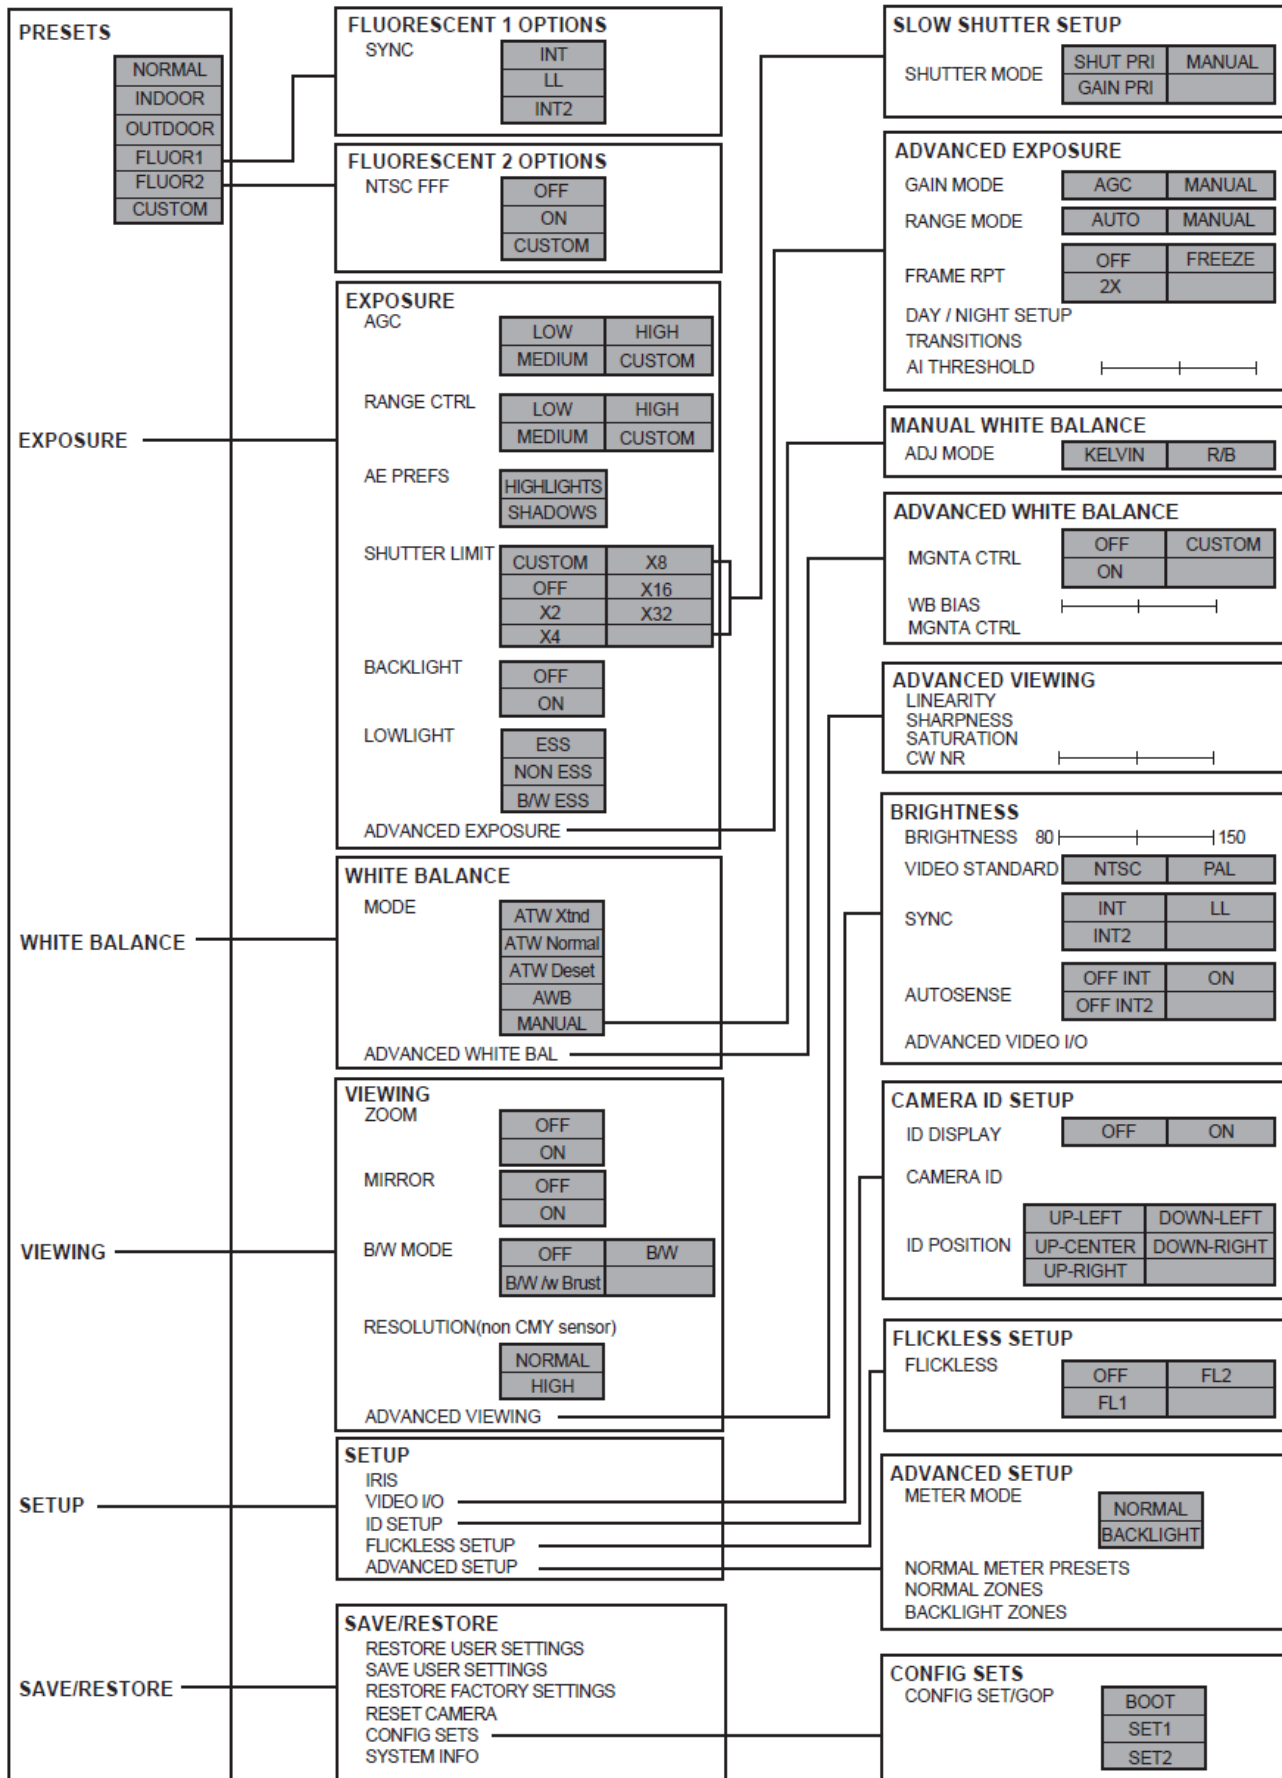 PRESETS
NORMAL
INDOOR
OUTDOOR
FLUOR1
FLUOR2
CUSTOM
EXPOSURE
WHITE BALANCE
VIEWING
SETUP
SAVE/RESTORE
FLUORESCENT 1 OPTIONS
SYNC
INT
LL
INT2
FLUORESCENT 2 OPTIONS
NTSC FFF
OFF
ON
CUSTOM
EXPOSURE
AGC
LOW HIGH
MEDIUM CUSTOM
RANGE CTRL
LOW HIGH
MEDIUM CUSTOM
AE PREFS
HIGHLIGHTS
SHADOWS
SHUTTER LIMIT
CUSTOM X8
OFF X16
X2 X32
X4
BACKLIGHT
OFF
ON
LOWLIGHT
ESS
NON ESS
B/W ESS
ADVANCED EXPOSURE
WHITE BALANCE
MODE
ATW Xtnd
ATW Normal
ATW Deset
AWB
MANUAL
ADVANCED WHITE BAL
VIEWING
ZOOM
OFF
ON
MIRROR
OFF
ON
B/W MODE
OFF B/W
B/W /w Brust
RESOLUTION(non CMY sensor)
NORMAL
HIGH
ADVANCED VIEWING
SETUP
IRIS
VIDEO I/O
ID SETUP
FLICKLESS SETUP
ADVANCED SETUP
SAVE/RESTORE
RESTORE USER SETTINGS
SAVE USER SETTINGS
RESTORE FACTORY SETTINGS
RESET CAMERA
CONFIG SETS
SYSTEM INFO
SLOW SHUTTER SETUP
SHUTTER MODE
SHUT PRI MANUAL
GAIN PRI
ADVANCED EXPOSURE
GAIN MODE AGC MANUAL
RANGE MODE AUTO MANUAL
FRAME RPT
OFF FREEZE
2X
DAY / NIGHT SETUP
TRANSITIONS
AI THRESHOLD
MANUAL WHITE BALANCE
ADJ MODE KELVIN R/B
ADVANCED WHITE BALANCE
MGNTA CTRL
OFF CUSTOM
ON
WB BIAS
MGNTA CTRL
ADVANCED VIEWING
LINEARITY
SHARPNESS
SATURATION
CW NR
BRIGHTNESS
BRIGHTNESS 80 150
VIDEO STANDARD NTSC PAL
SYNC
INT LL
INT2
AUTOSENSE
OFF INT ON
OFF INT2
ADVANCED VIDEO I/O
CAMERA ID SETUP
ID DISPLAY OFF ON
CAMERA ID
ID POSITION
UP-LEFT DOWN-LEFT
UP-CENTER DOWN-RIGHT
UP-RIGHT
FLICKLESS SETUP
FLICKLESS
OFF FL2
FL1
ADVANCED SETUP
METER MODE
NORMAL
BACKLIGHT
NORMAL METER PRESETS
NORMAL ZONES
BACKLIGHT ZONES
CONFIG SETS
CONFIG SET/GOP
BOOT
SET1
SET2